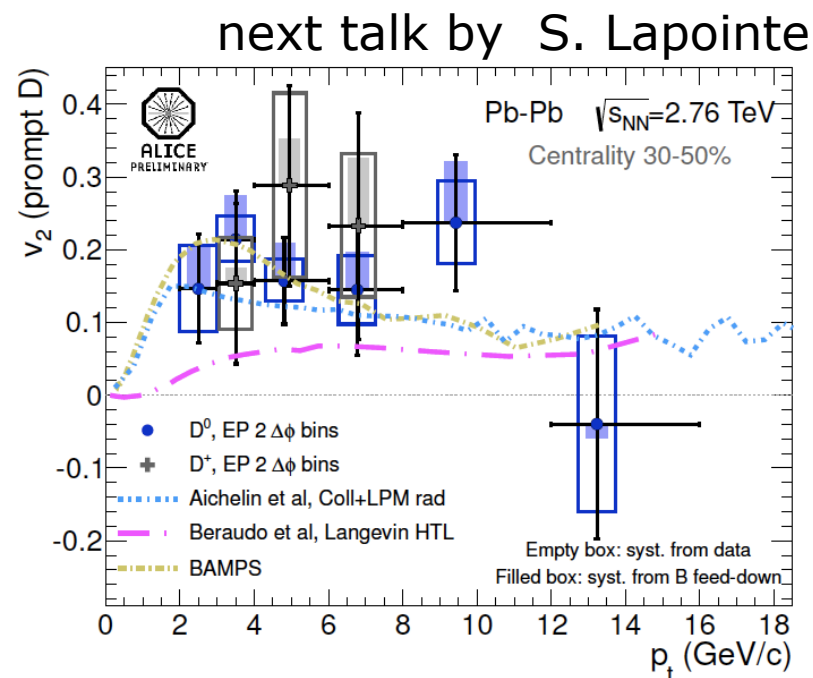 next talk by S. Lapointe
v₂ (prompt D)
0.4
0.3
0.2
0.1
0
-0.1
-0.2
ALICE
PRELIMINARY
Pb-Pb √sNN=2.76 TeV
Centrality 30-50%
D⁰, EP 2 Δϕ bins
D⁺, EP 2 Δϕ bins
Aichelin et al, Coll+LPM rad
Beraudo et al, Langevin HTL
BAMPS
Empty box: syst. from data
Filled box: syst. from B feed-down
0 2 4 6 8 10 12 14 16 18
pt (GeV/c)